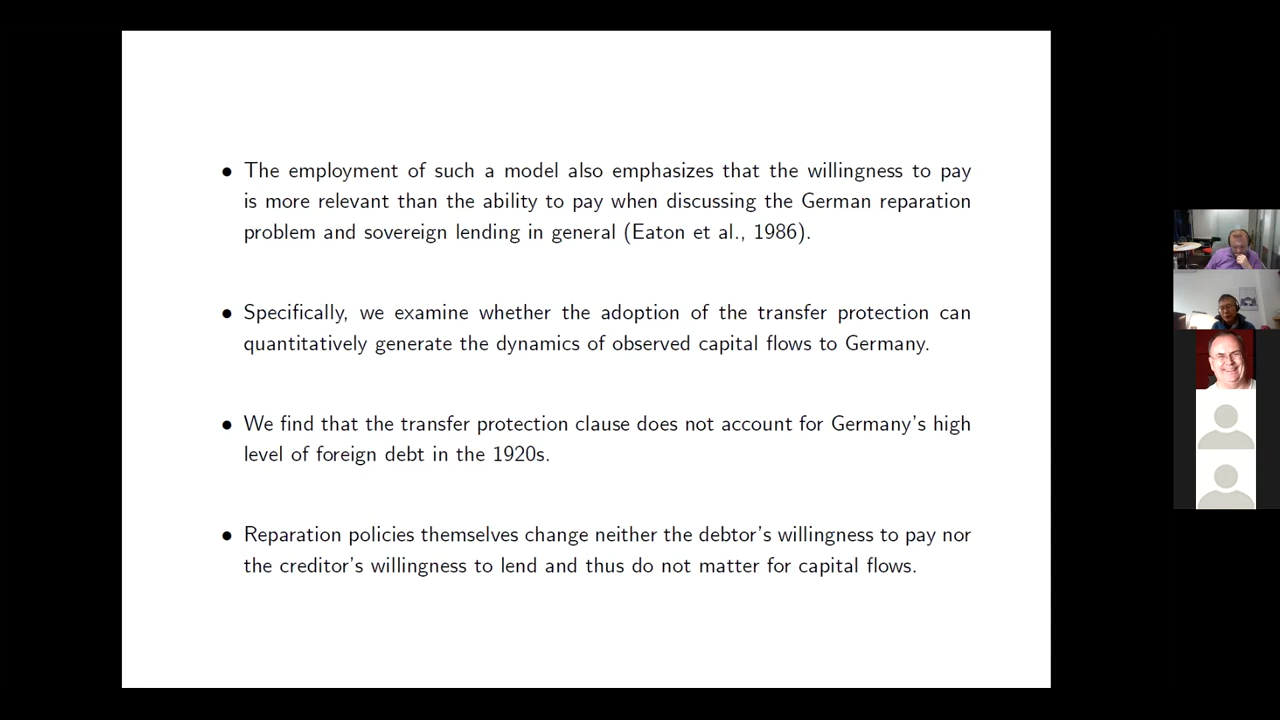 • The employment of such a model also emphasizes that the willingness to pay
is more relevant than the ability to pay when discussing the German reparation
problem and sovereign lending in general (Eaton et al., 1986).
• Specifically, we examine whether the adoption of the transfer protection can
quantitatively generate the dynamics of observed capital flows to Germany.
• We find that the transfer protection clause does not account for Germany's high
level of foreign debt in the 1920s.
• Reparation policies themselves change neither the debtor's willingness to pay nor
the creditor's willingness to lend and thus do not matter for capital flows.